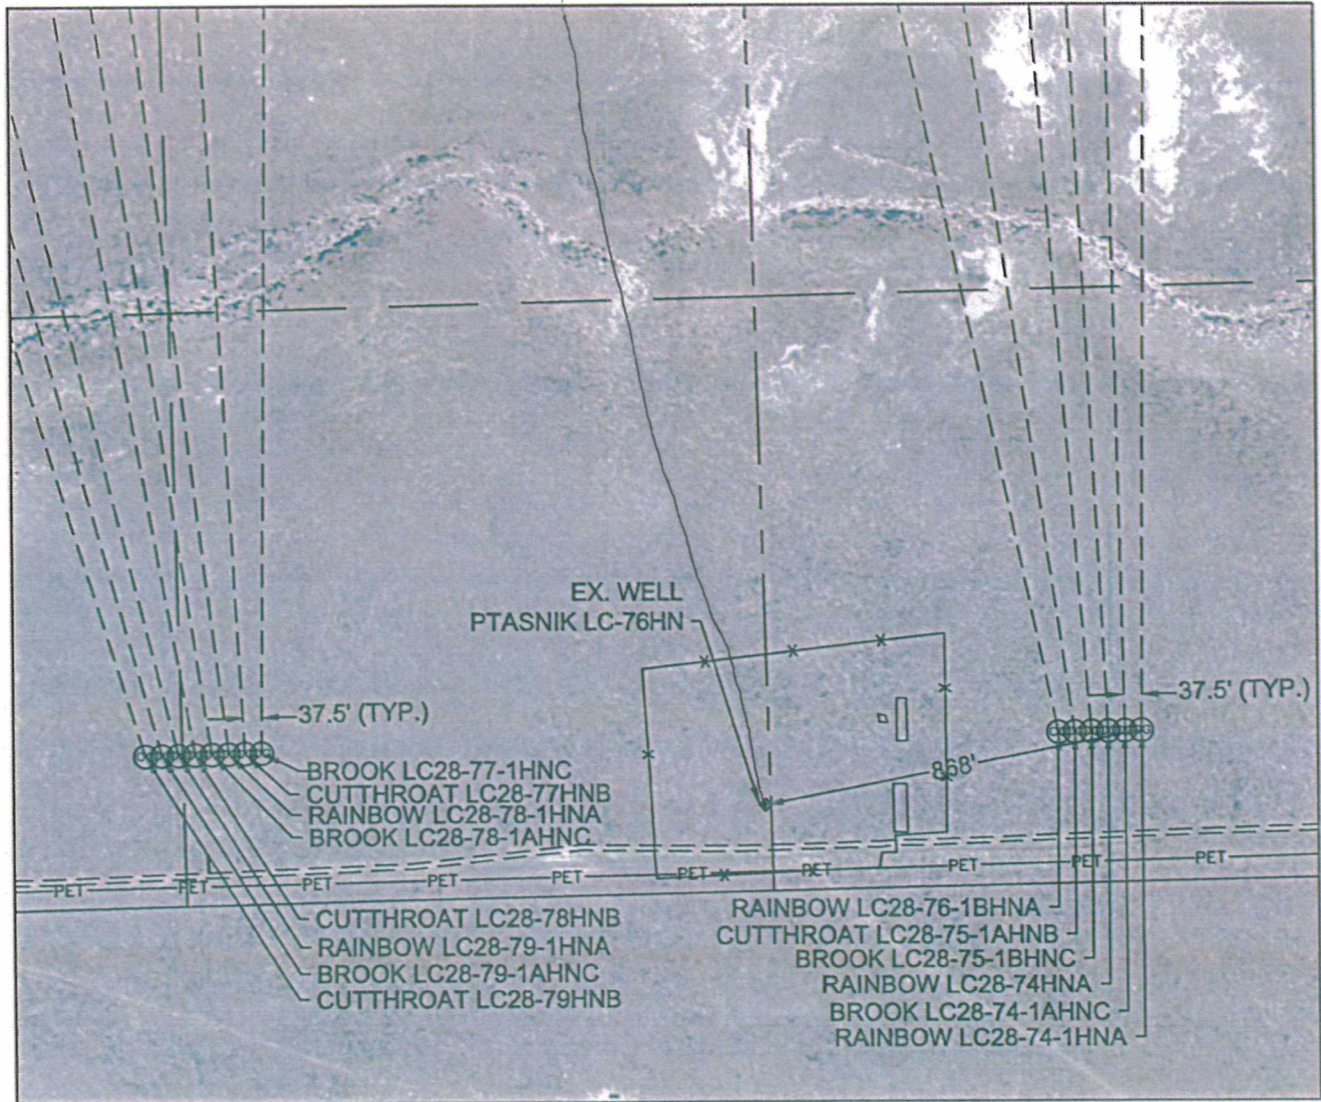 EX. WELL
PTASNIK LC-76HN
37.5' (TYP.)
37.5' (TYP.)
868'
BROOK LC28-77-1HNC
CUTTHROAT LC28-77HNB
RAINBOW LC28-78-1HNA
BROOK LC28-78-1AHNC
PET PET PET PET PET PET PET PET PET PET
CUTTHROAT LC28-78HNB
RAINBOW LC28-79-1HNA
BROOK LC28-79-1AHNC
CUTTHROAT LC28-79HNB
RAINBOW LC28-76-1BHNA
CUTTHROAT LC28-75-1AHNB
BROOK LC28-75-1BHNC
RAINBOW LC28-74HNA
BROOK LC28-74-1AHNC
RAINBOW LC28-74-1HNA